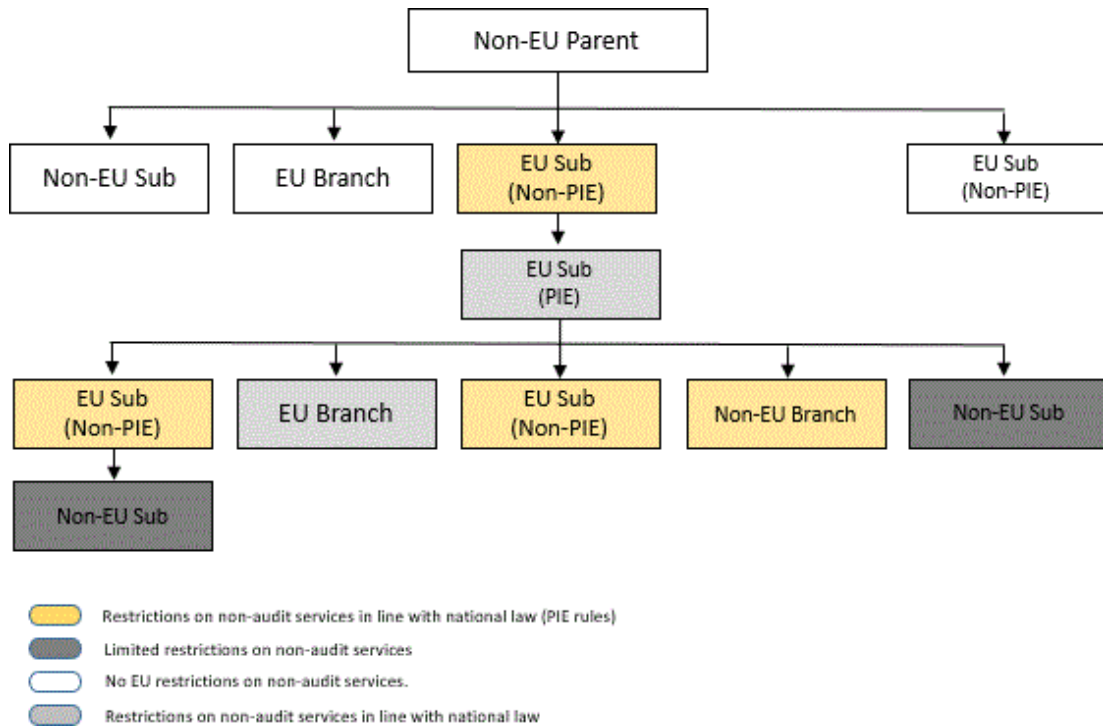 Non-EU Parent
Non-EU Sub
EU Branch
EU Sub
(Non-PIE)
EU Sub
(Non-PIE)
EU Sub
(PIE)
EU Sub
(Non-PIE)
EU Branch
EU Sub
(Non-PIE)
Non-EU Branch
Non-EU Sub
Non-EU Sub
Restrictions on non-audit services in line with national law (PIE rules)
Limited restrictions on non-audit services
No EU restrictions on non-audit services.
Restrictions on non-audit services in line with national law